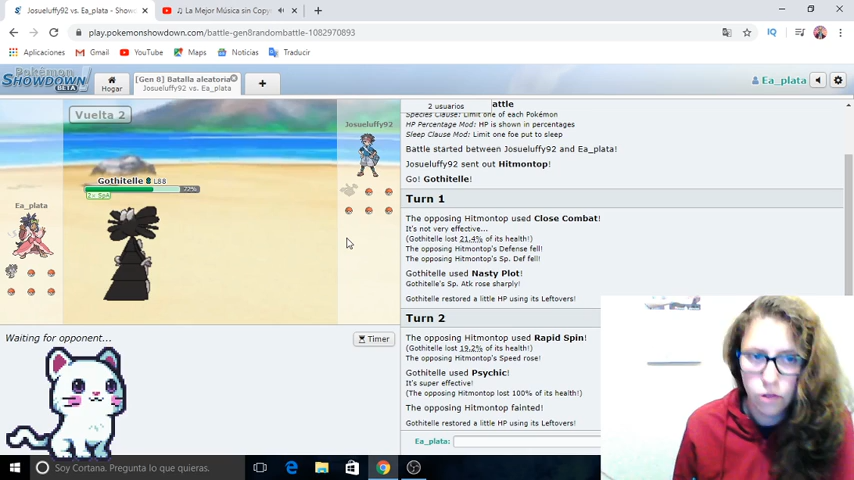 Josueluffy92 vs. Ea_plata - Show
La Mejor Música sin Copy
play.pokemonshowdown.com/battle-gen8randombattle-1082970893
Aplicaciones
Gmail
YouTube
Maps
Noticias
Traducir
Pokémon
SHOWDOWN
BETA
Hogar
[Gen 8] Batalla aleatoria
Josueluffy92 vs. Ea_plata
Ea_plata
Vuelta 2
Josueluffy92
Gothitelle L88
72%
2x SpA
Ea_plata
2 usuarios
attle
Species Clause: Limit one of each Pokémon
HP Percentage Mod: HP is shown in percentages
Sleep Clause Mod: Limit one foe put to sleep
Battle started between Josueluffy92 and Ea_plata!
Josueluffy92 sent out Hitmontop!
Go! Gothitelle!
Turn 1
The opposing Hitmontop used Close Combat!
It's not very effective...
(Gothitelle lost 21.4% of its health!)
The opposing Hitmontop's Defense fell!
The opposing Hitmontop's Sp. Def fell!
Gothitelle used Nasty Plot!
Gothitelle's Sp. Atk rose sharply!
Gothitelle restored a little HP using its Leftovers!
Turn 2
The opposing Hitmontop used Rapid Spin!
(Gothitelle lost 19.2% of its health!)
The opposing Hitmontop's Speed rose!
Gothitelle used Psychic!
It's super effective!
(The opposing Hitmontop lost 100% of its health!)
The opposing Hitmontop fainted!
Gothitelle restored a little HP using its Leftovers!
Waiting for opponent...
Timer
Ea_plata:
Soy Cortana. Pregunta lo que quieras.